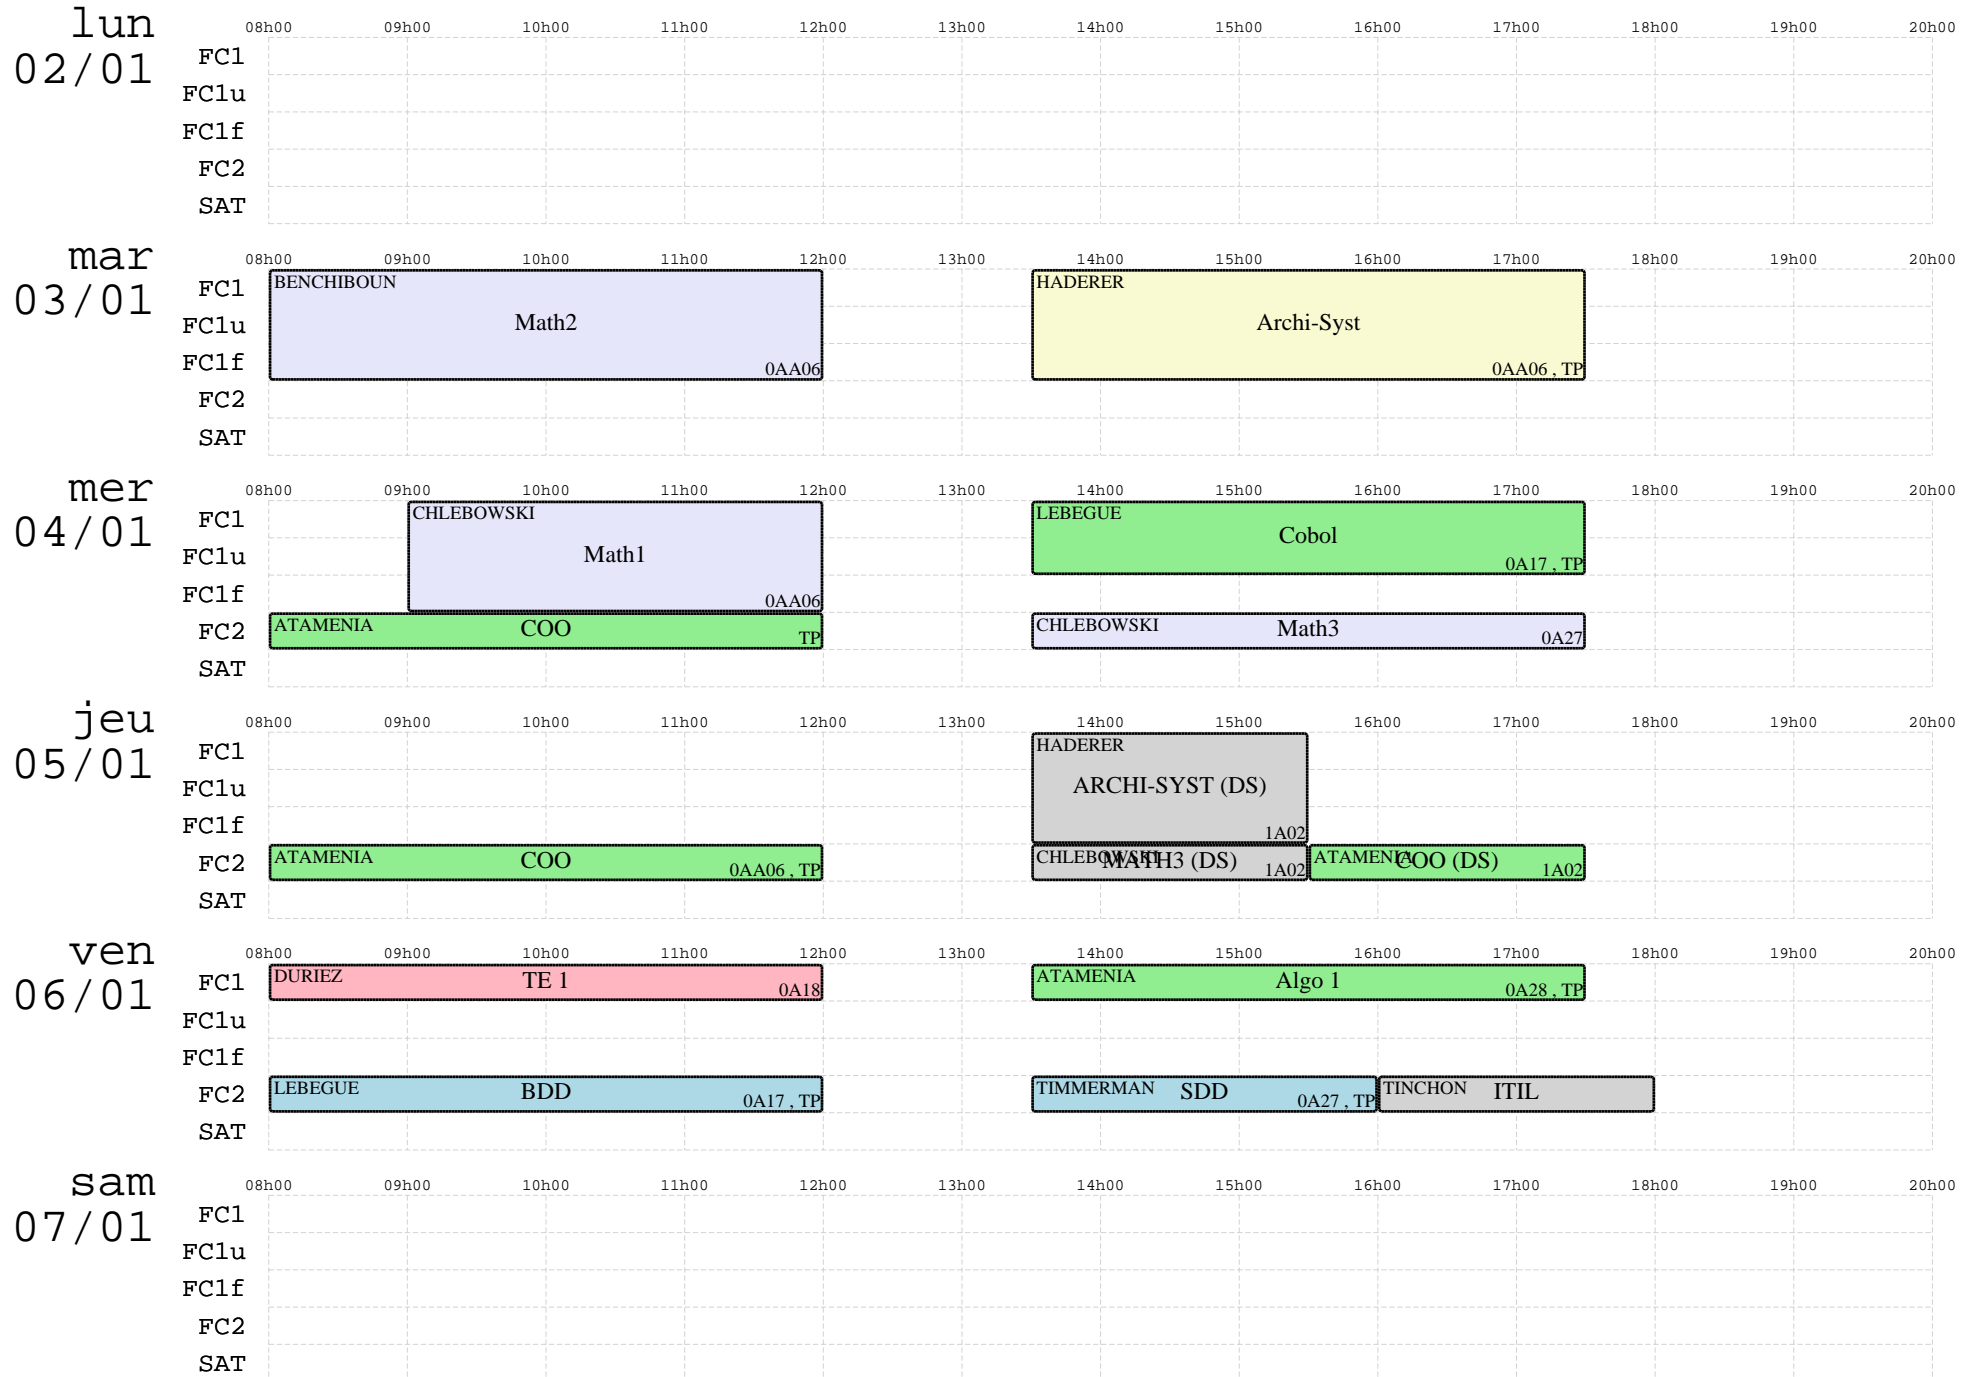 lun
02/01
08h00 09h00 10h00 11h00 12h00 13h00 14h00 15h00 16h00 17h00 18h00 19h00 20h00
FC1
FC1u
FC1f
FC2
SAT
mar
03/01
08h00 09h00 10h00 11h00 12h00 13h00 14h00 15h00 16h00 17h00 18h00 19h00 20h00
FC1 BENCHIBOUN HADERER
FC1u Math2 Archi-Syst
FC1f 0AA06 0AA06 , TP
FC2
SAT
mer
04/01
08h00 09h00 10h00 11h00 12h00 13h00 14h00 15h00 16h00 17h00 18h00 19h00 20h00
FC1 CHLEBOWSKI LEBEGUE
Cobol
FC1u Math1 0A17 , TP
FC1f 0AA06
FC2 ATAMENIA COO TP CHLEBOWSKI Math3 0A27
SAT
jeu
05/01
08h00 09h00 10h00 11h00 12h00 13h00 14h00 15h00 16h00 17h00 18h00 19h00 20h00
FC1 HADERER
FC1u ARCHI-SYST (DS)
FC1f 1A02
FC2 ATAMENIA COO 0AA06 , TP CHLEBOWSKI MATH3 (DS) 1A02 ATAMENIA COO (DS) 1A02
SAT
ven
06/01
08h00 09h00 10h00 11h00 12h00 13h00 14h00 15h00 16h00 17h00 18h00 19h00 20h00
FC1 DURIEZ TE 1 0A18 ATAMENIA Algo 1 0A28 , TP
FC1u
FC1f
FC2 LEBEGUE BDD 0A17 , TP TIMMERMAN SDD 0A27 , TP TINCHON ITIL
SAT
sam
07/01
08h00 09h00 10h00 11h00 12h00 13h00 14h00 15h00 16h00 17h00 18h00 19h00 20h00
FC1
FC1u
FC1f
FC2
SAT